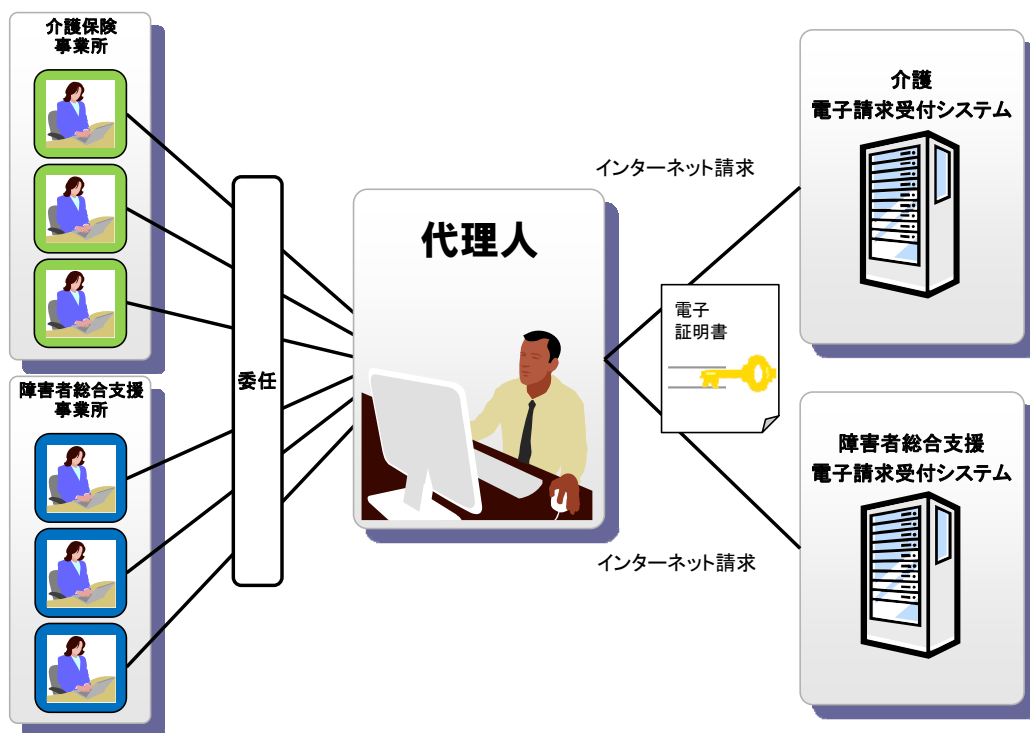 介護保険
事業所
障害者総合支援
事業所
委任
代理人
インターネット請求
電子
証明書
インターネット請求
介護
電子請求受付システム
障害者総合支援
電子請求受付システム